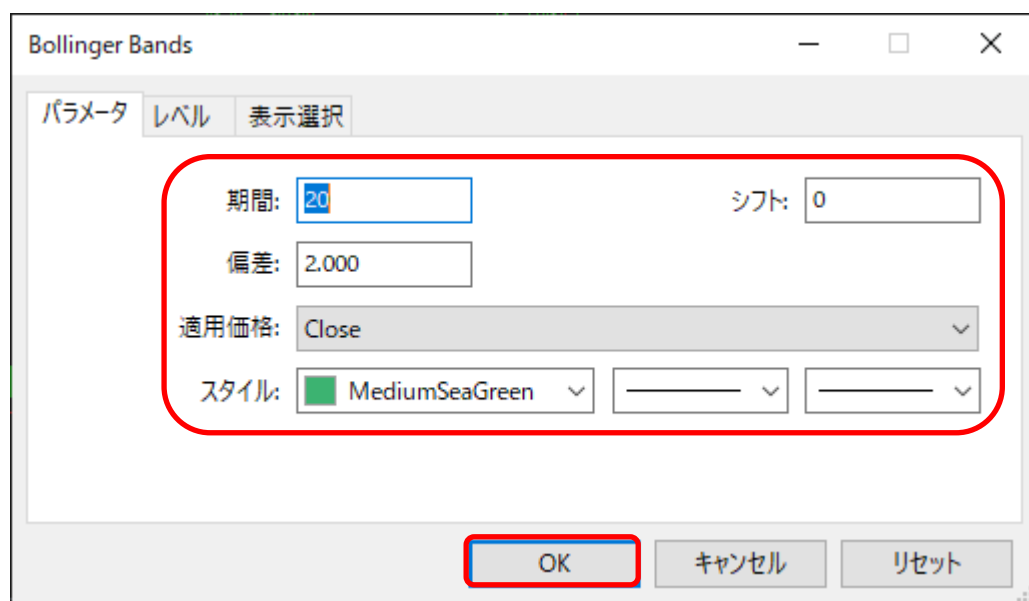 Bollinger Bands
パラメータ レベル 表示選択
期間: 20 シフト: 0
偏差: 2.000
適用価格: Close
スタイル: MediumSeaGreen
OK キャンセル リセット